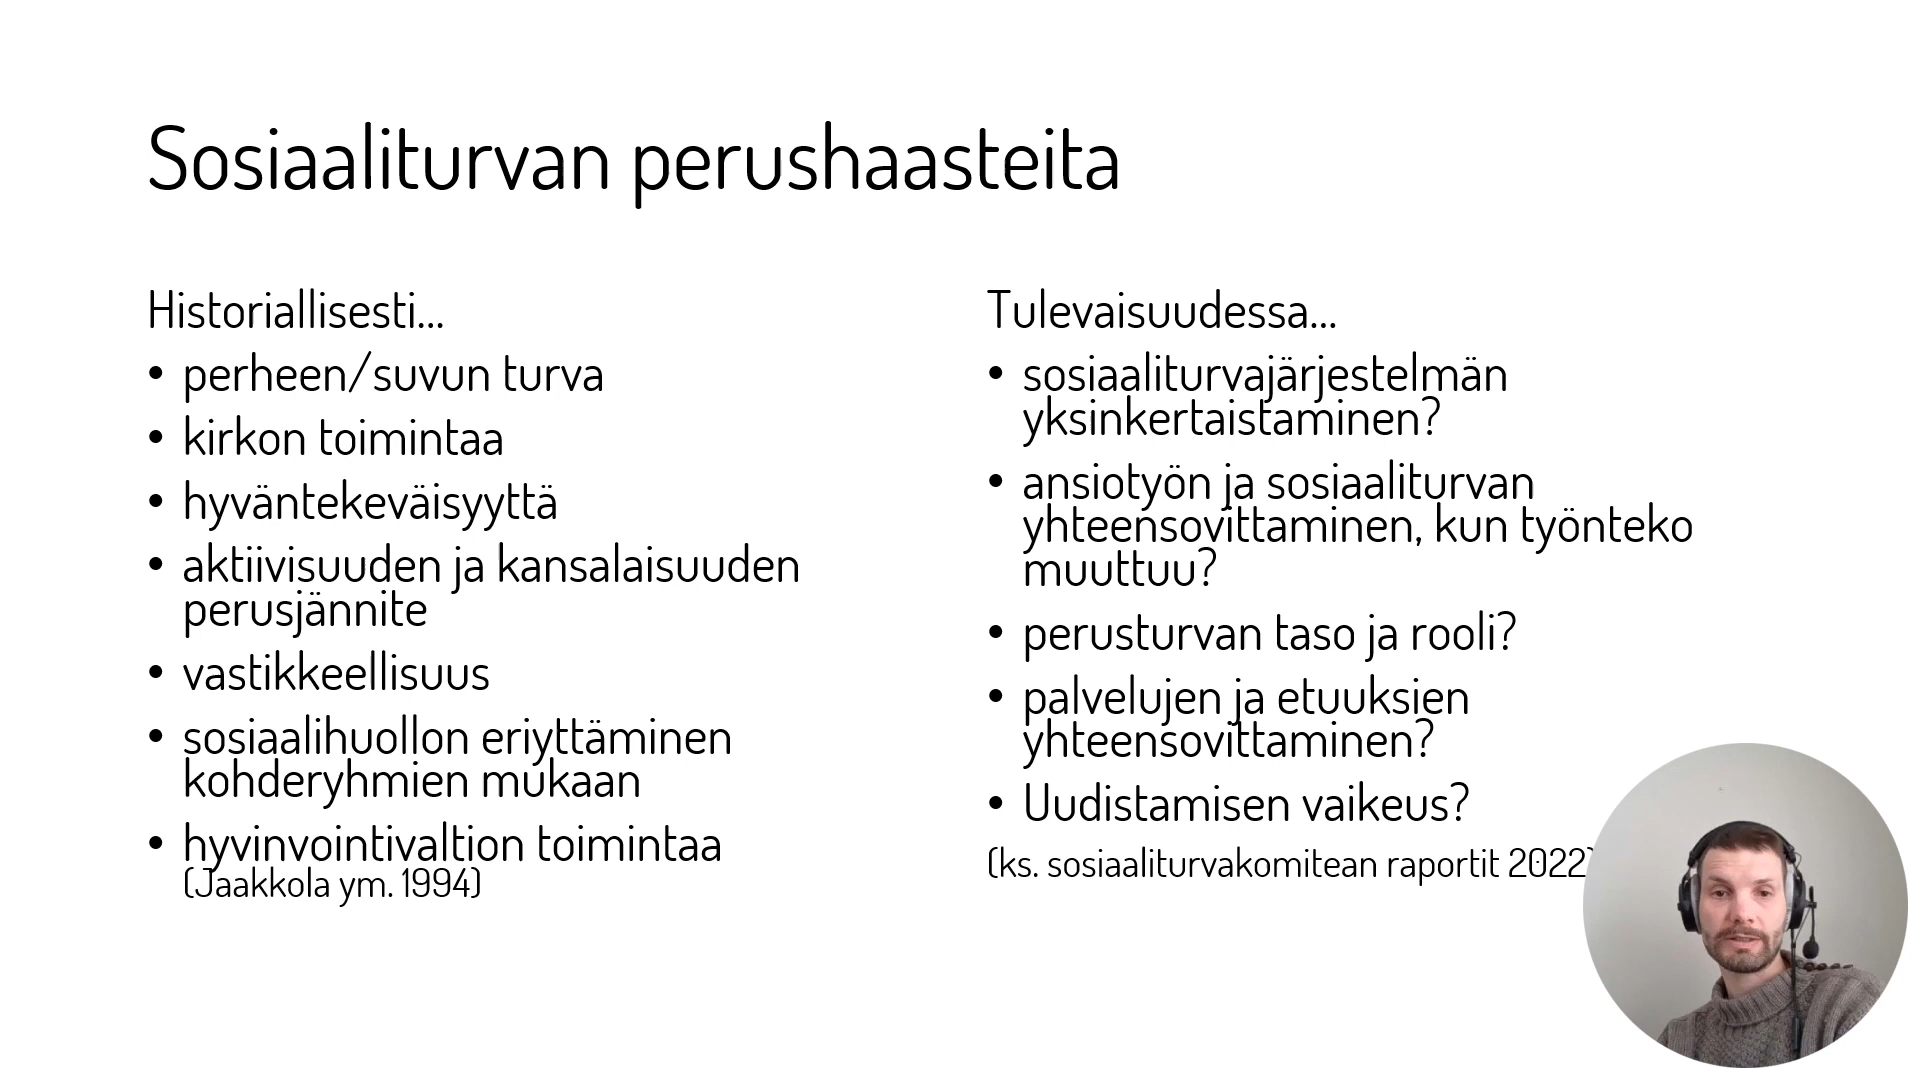 Sosiaaliturvan perushaasteita
Historiallisesti...
• perheen/suvun turva
• kirkon toimintaa
• hyväntekeväisyyttä
• aktiivisuuden ja kansalaisuuden
perusjännite
• vastikkeellisuus
• sosiaalihuollon eriyttäminen
kohderyhmien mukaan
• hyvinvointivaltion toimintaa
(Jaakkola ym. 1994)
Tulevaisuudessa...
• sosiaaliturvajärjestelmän
yksinkertaistaminen?
• ansiotyön ja sosiaaliturvan
yhteensovittaminen, kun työnteko
muuttuu?
• perusturvan taso ja rooli?
• palvelujen ja etuuksien
yhteensovittaminen?
• Uudistamisen vaikeus?
(ks. sosiaaliturvakomitean raportit 2022)